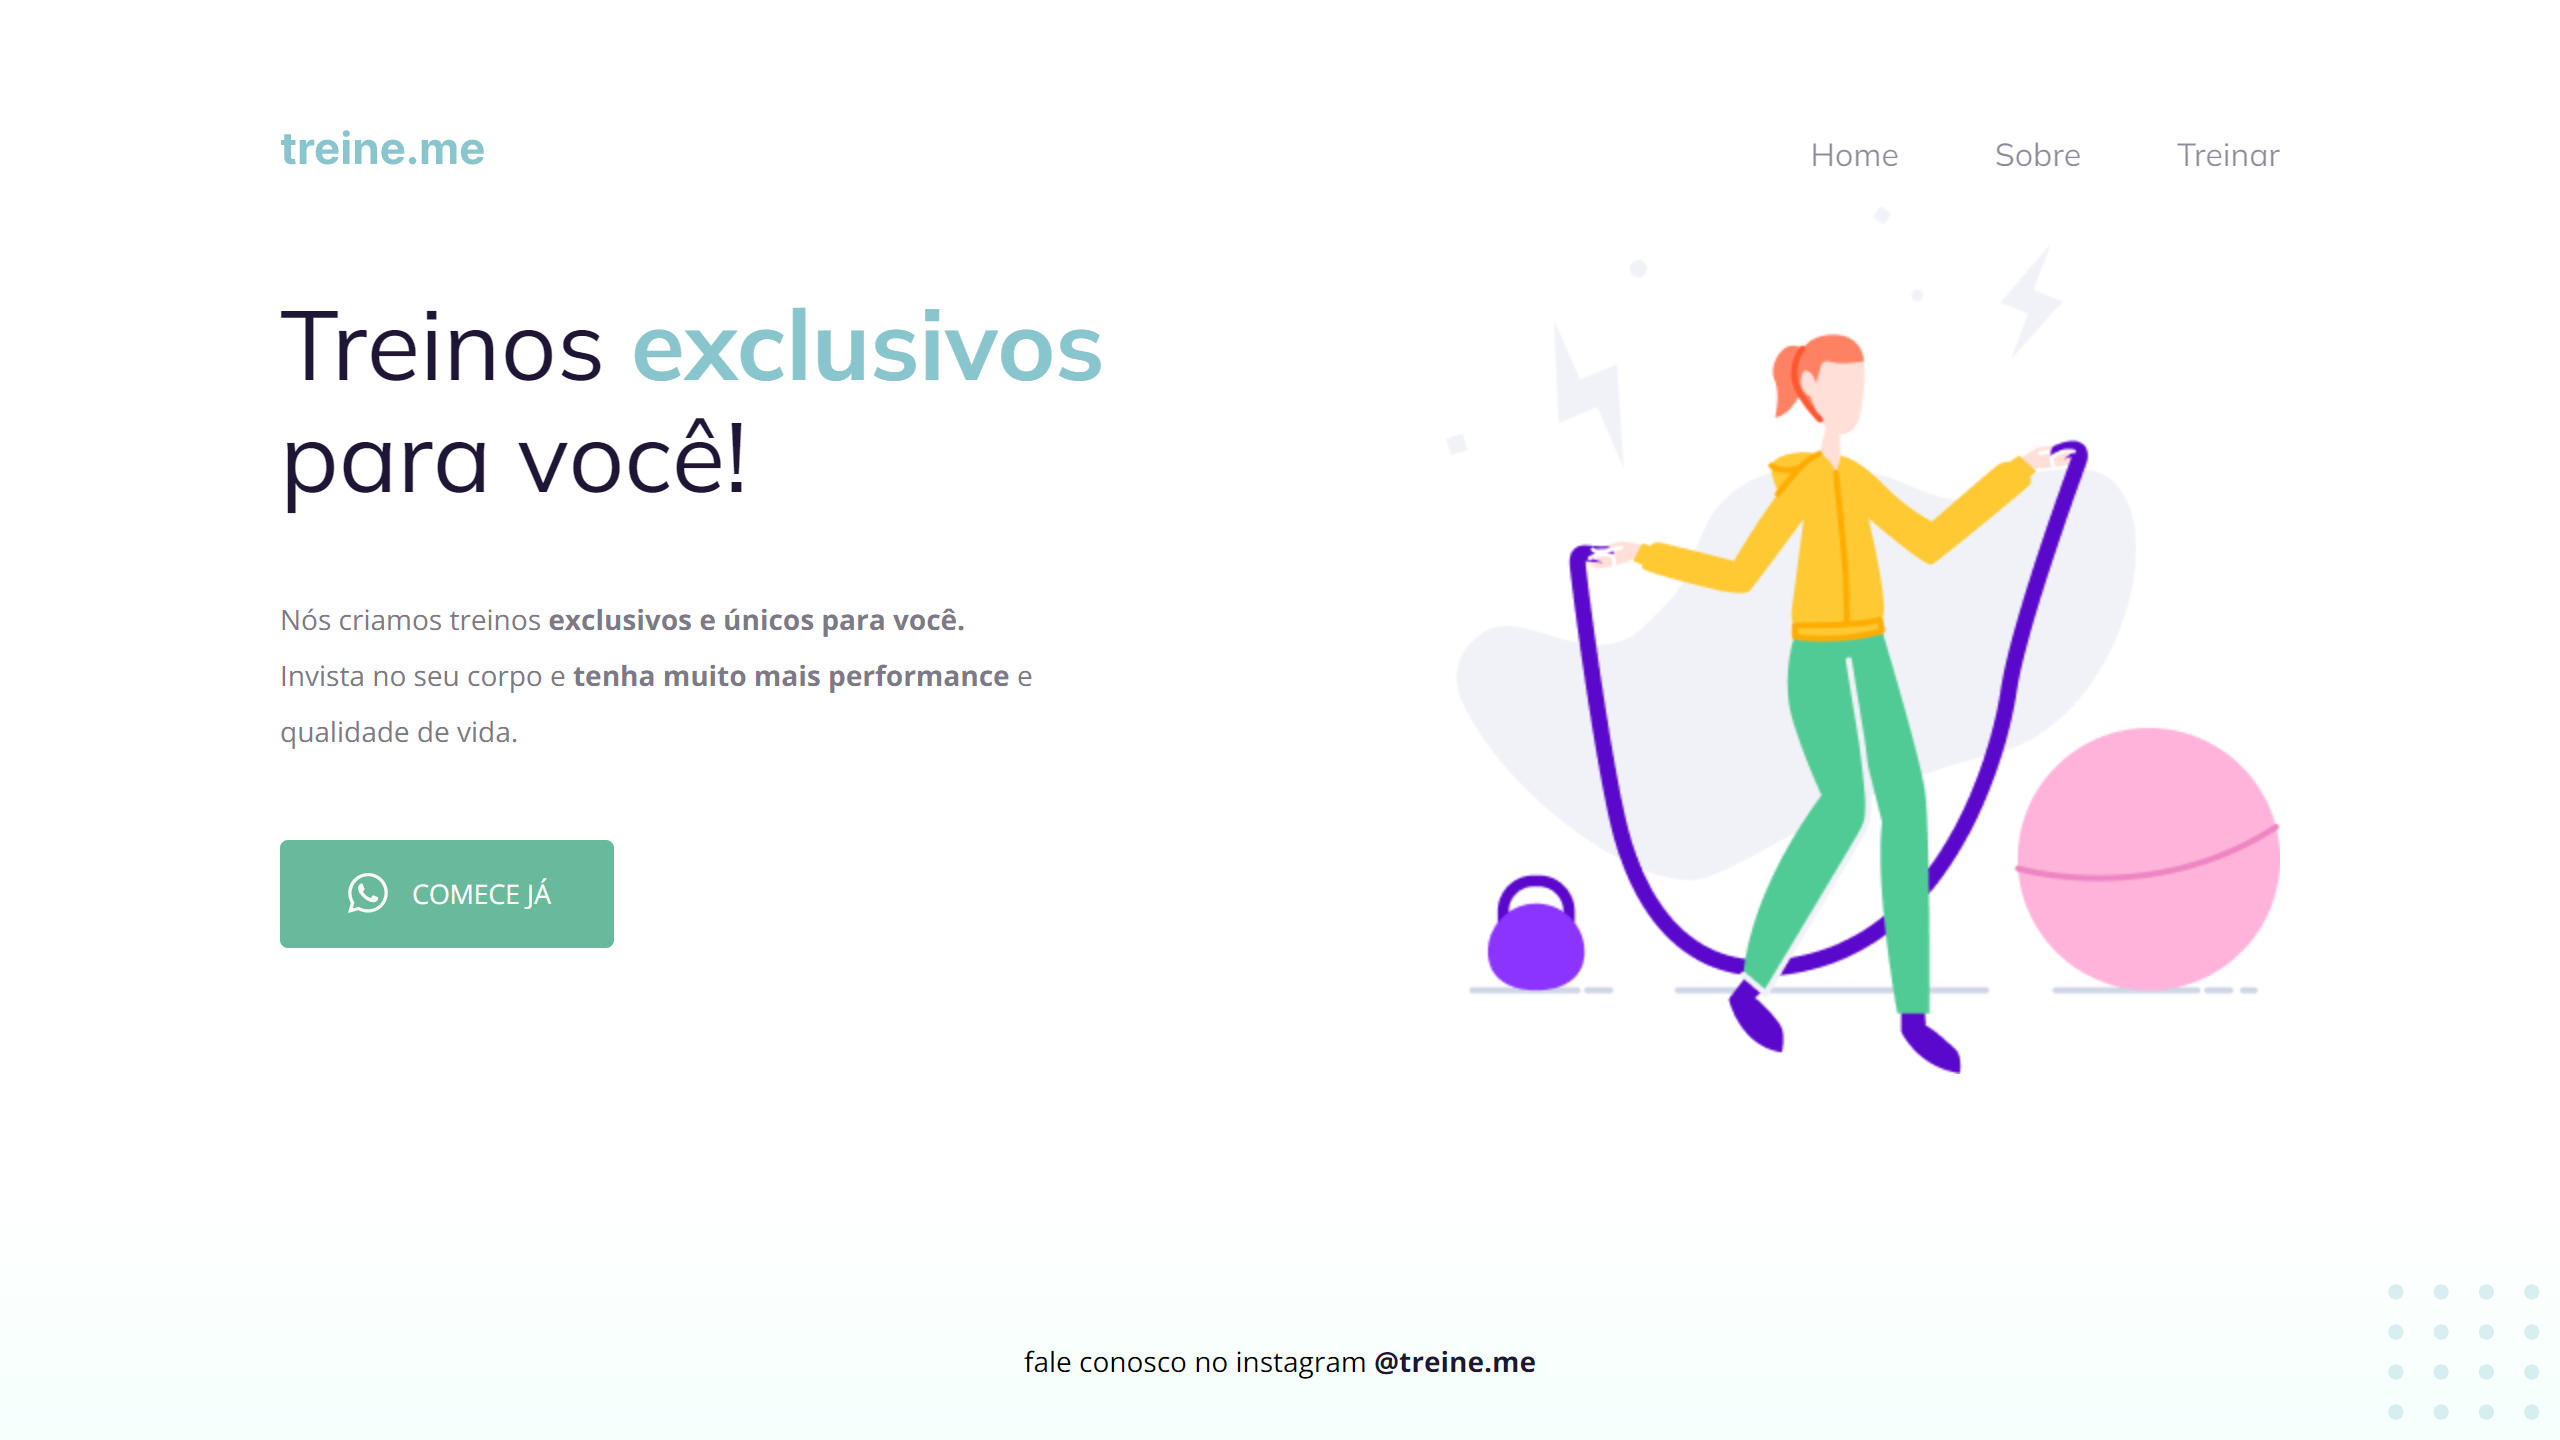 treine.me
Home
Sobre
Treinar
Treinos exclusivos
para você!
Nós criamos treinos exclusivos e únicos para você.
Invista no seu corpo e tenha muito mais performance e
qualidade de vida.
COMECE JÁ
fale conosco no instagram @treine.me